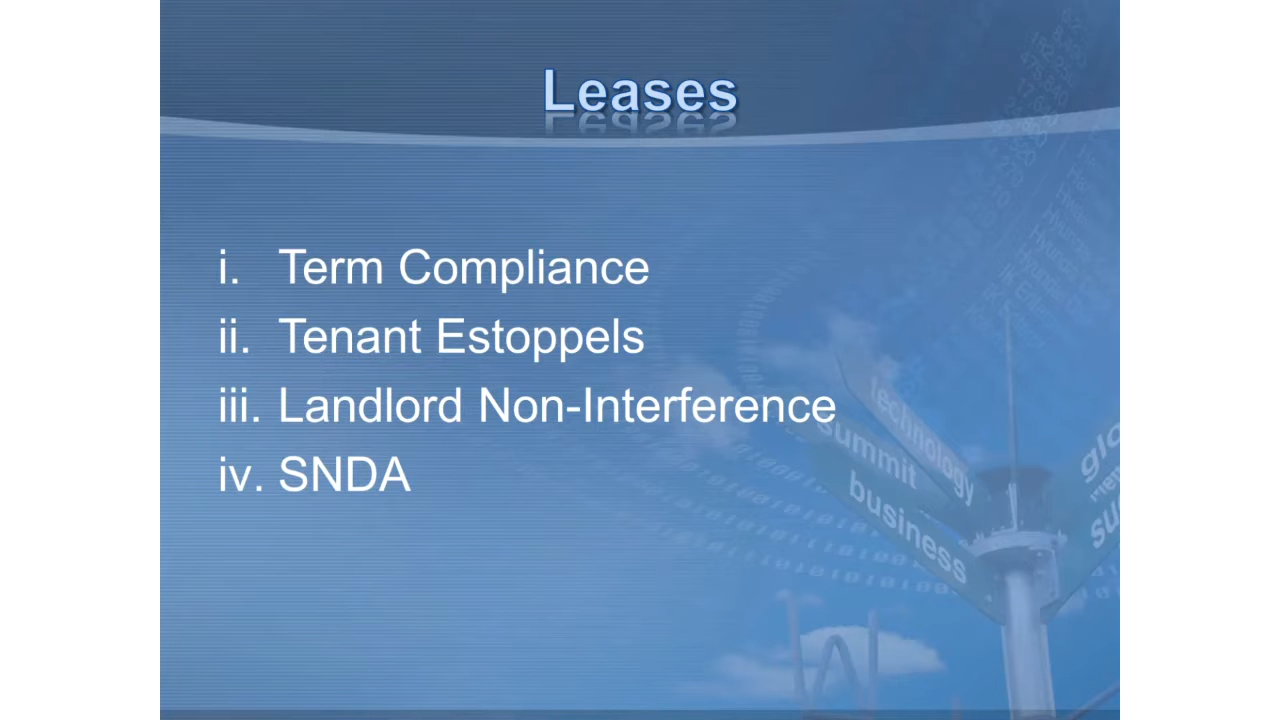 Leases
i. Term Compliance
ii. Tenant Estoppels
iii. Landlord Non-Interference
iv. SNDA
technology
summit
business